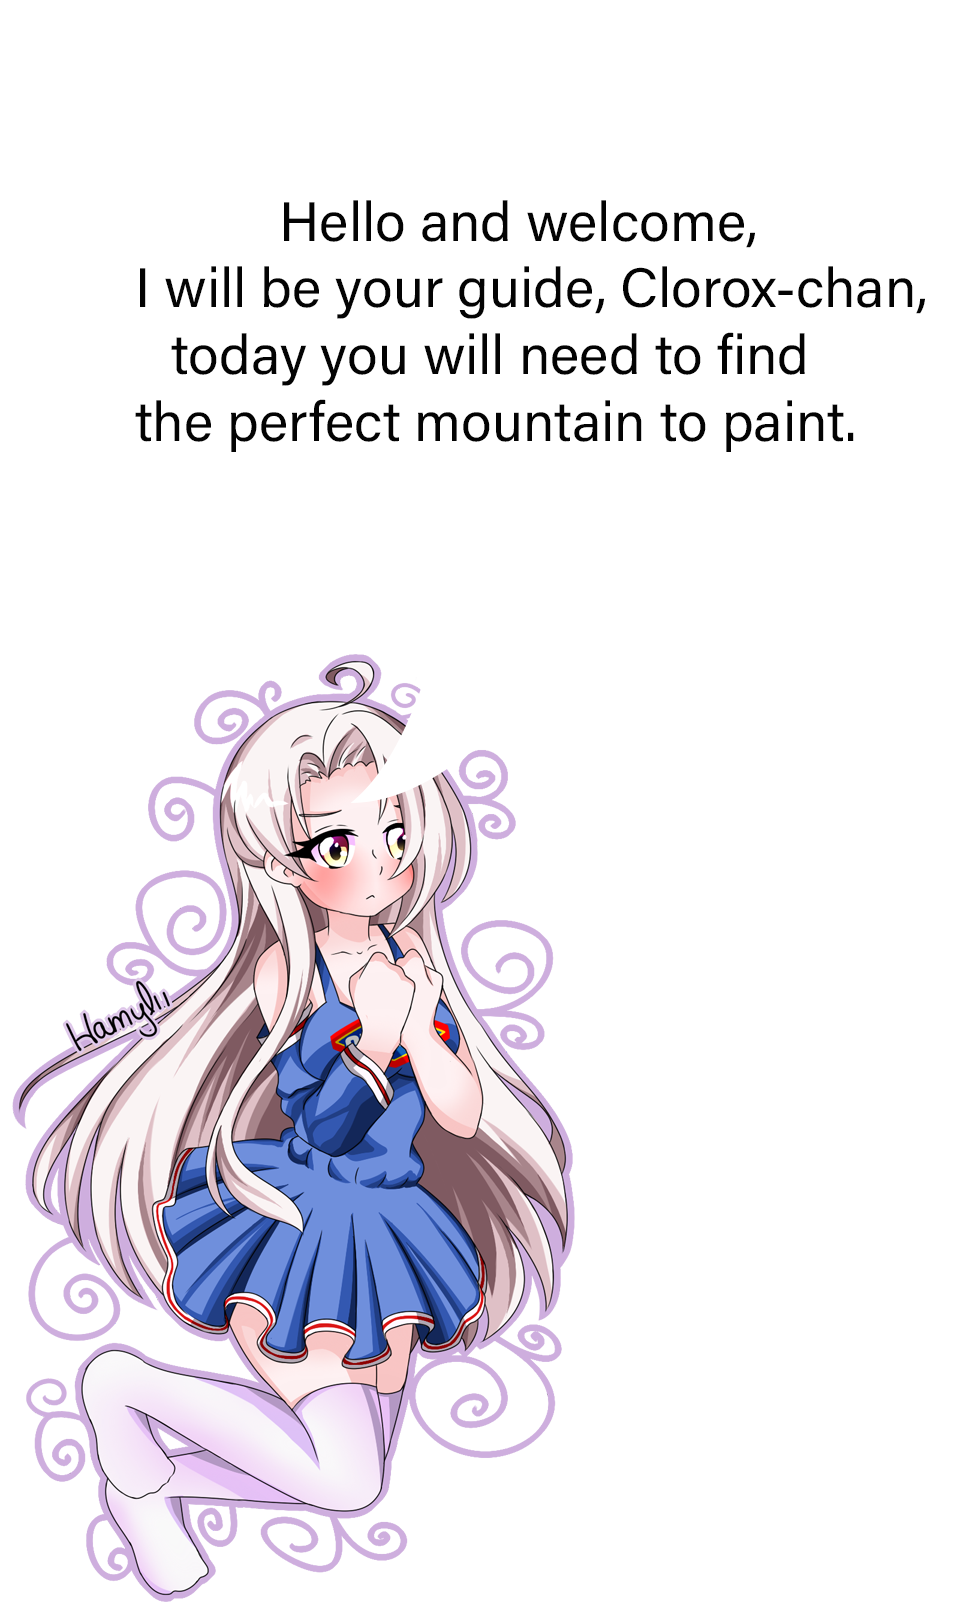 Hello and welcome,
I will be your guide, Clorox-chan,
today you will need to find
the perfect mountain to paint.
Hamylii